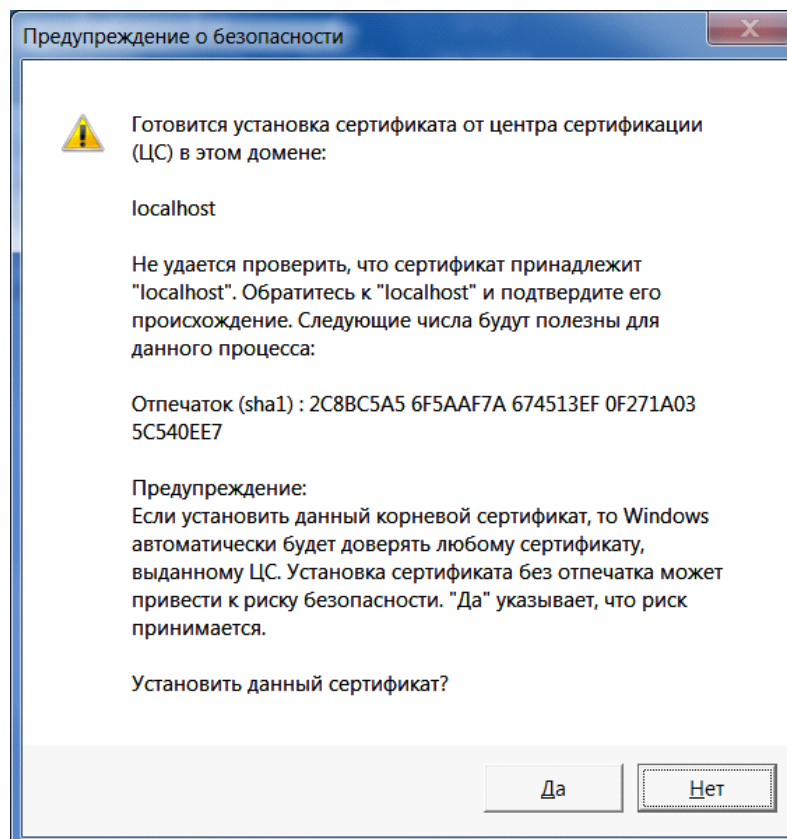 Предупреждение о безопасности
X
Готовится установка сертификата от центра сертификации
(ЦС) в этом домене:
localhost
Не удается проверить, что сертификат принадлежит
"localhost". Обратитесь к "localhost" и подтвердите его
происхождение. Следующие числа будут полезны для
данного процесса:
Отпечаток (sha1) : 2C8BC5A5 6F5AAF7A 674513EF 0F271A03
5C540EE7
Предупреждение:
Если установить данный корневой сертификат, то Windows
автоматически будет доверять любому сертификату,
выданному ЦС. Установка сертификата без отпечатка может
привести к риску безопасности. "Да" указывает, что риск
принимается.
Установить данный сертификат?
Да
Нет